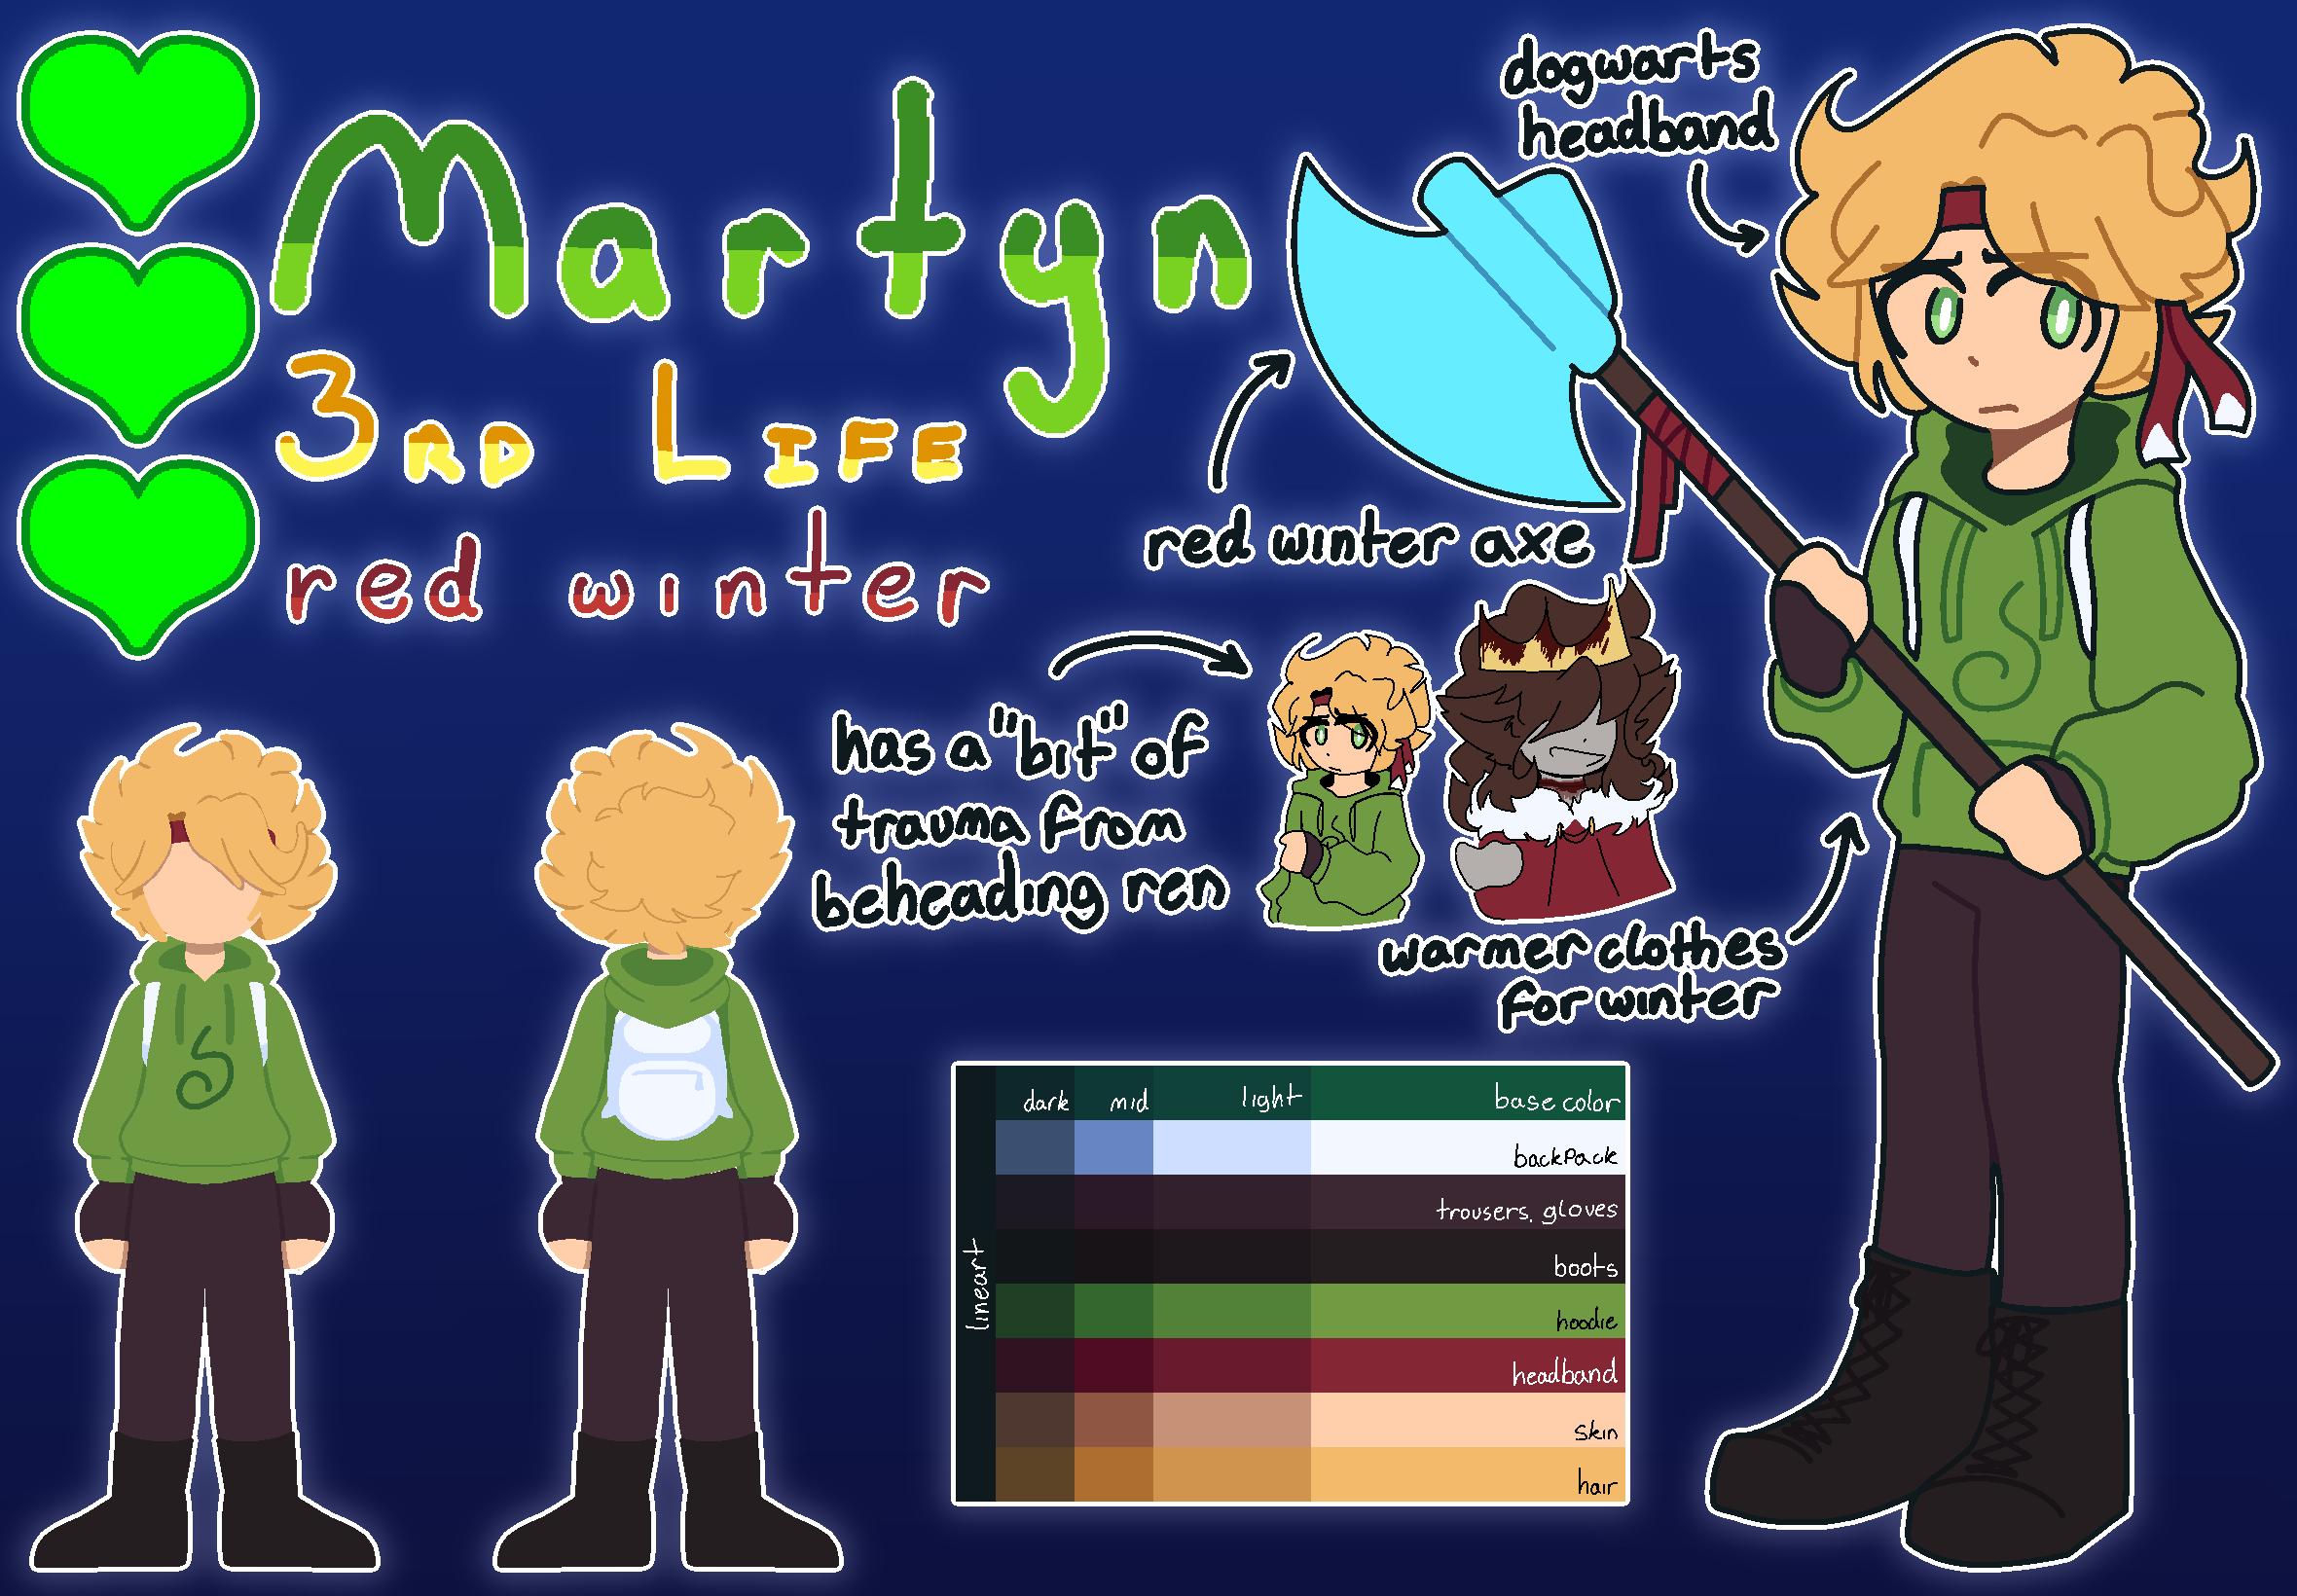 Martyn
3RD LIFE
red winter
dogwarts
headband
red winter axe
has a "bit" of
trauma from
beheading ren
warmer clothes
for winter
lineart
dark mid light base color
backpack
trousers, gloves
boots
hoodie
headband
skin
hair